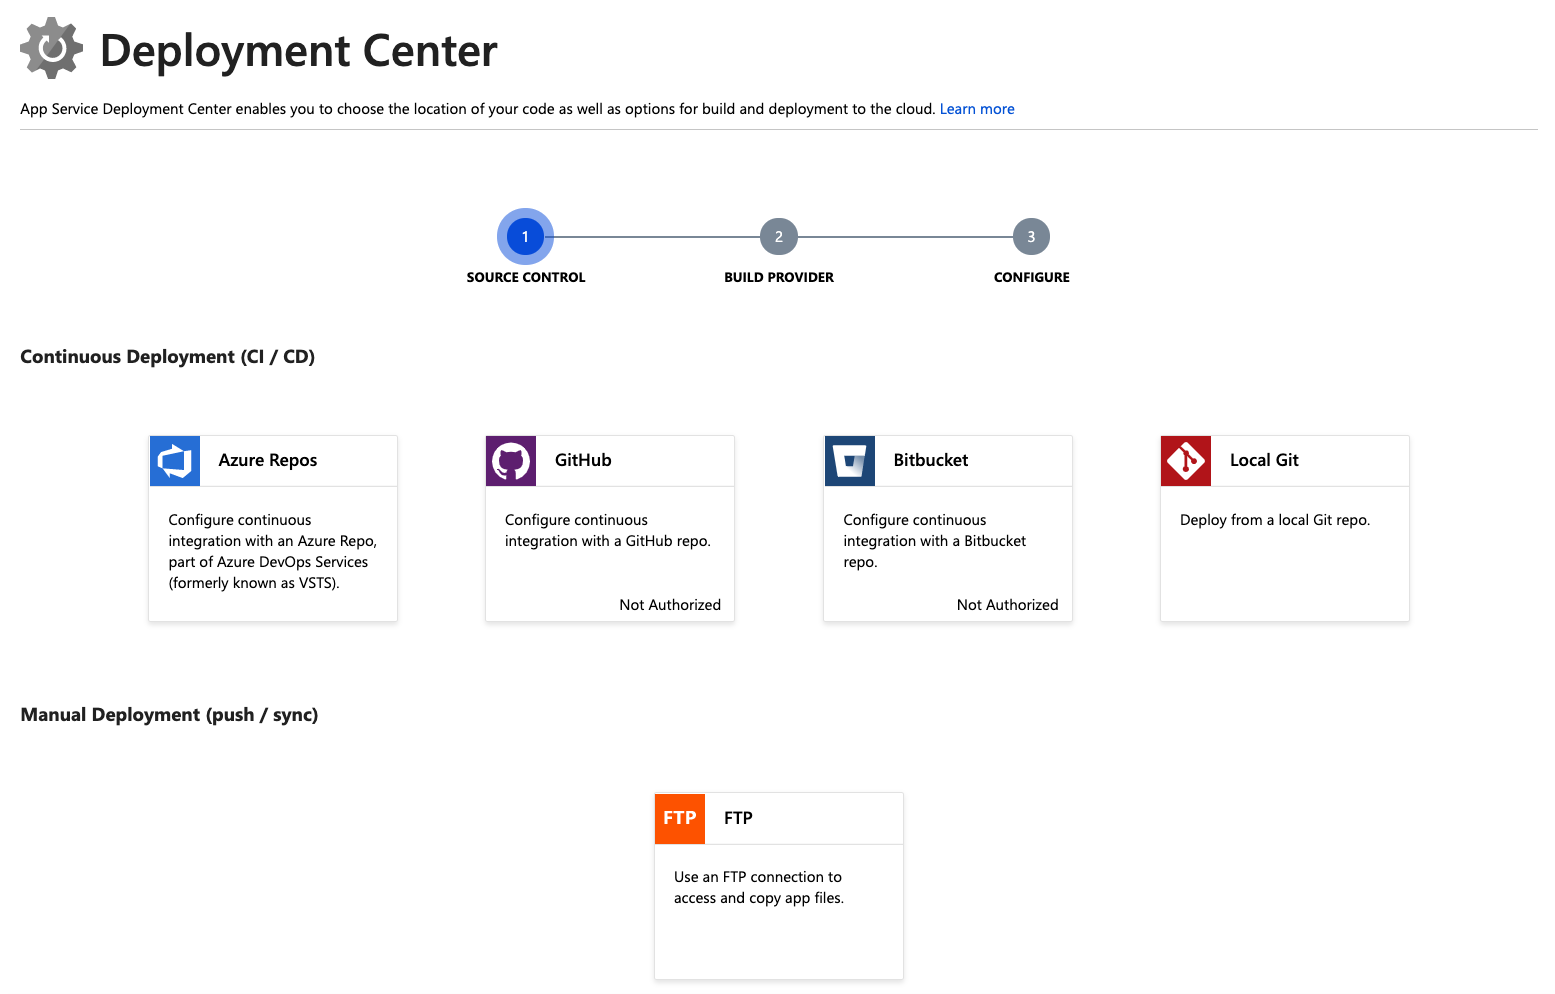 Deployment Center
App Service Deployment Center enables you to choose the location of your code as well as options for build and deployment to the cloud. Learn more
1
2
3
SOURCE CONTROL
BUILD PROVIDER
CONFIGURE
Continuous Deployment (CI / CD)
Azure Repos
Configure continuous
integration with an Azure Repo,
part of Azure DevOps Services
(formerly known as VSTS).
GitHub
Configure continuous
integration with a GitHub repo.
Not Authorized
Bitbucket
Configure continuous
integration with a Bitbucket
repo.
Not Authorized
Local Git
Deploy from a local Git repo.
Manual Deployment (push / sync)
FTP
FTP
Use an FTP connection to
access and copy app files.